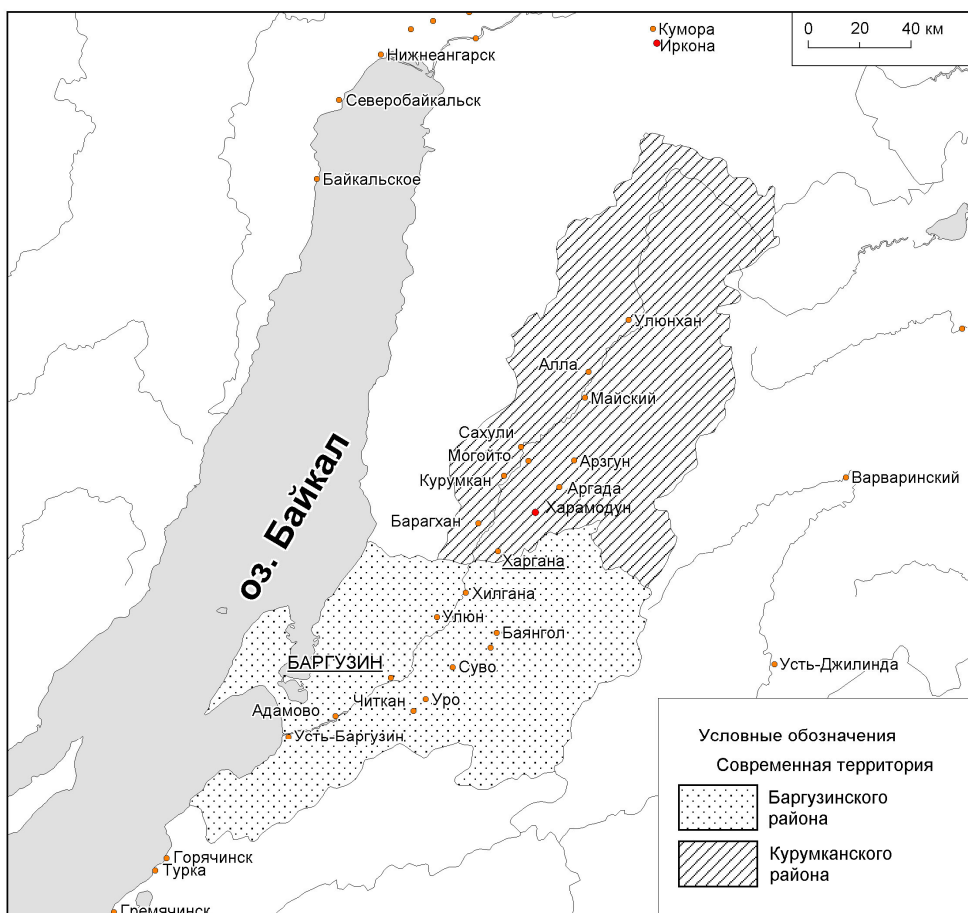 Кумора
0 20 40 км
Иркона
Нижнеангарск
Северобайкальск
Байкальское
Улюнхан
Алла
Майский
Сахули
Могойто
Арзгун
Курумкан
Варваринский
Аргада
Харамодун
Барагхан
оз. Байкал
Харгана
Хилгана
Улюн
Баянгол
БАРГУЗИН
Суво
Усть-Джилинда
Читкан
Уро
Адамово
Усть-Баргузин
Условные обозначения
Современная территория
Баргузинского
района
Курумканского
района
Горячинск
Турка
Гремячинск